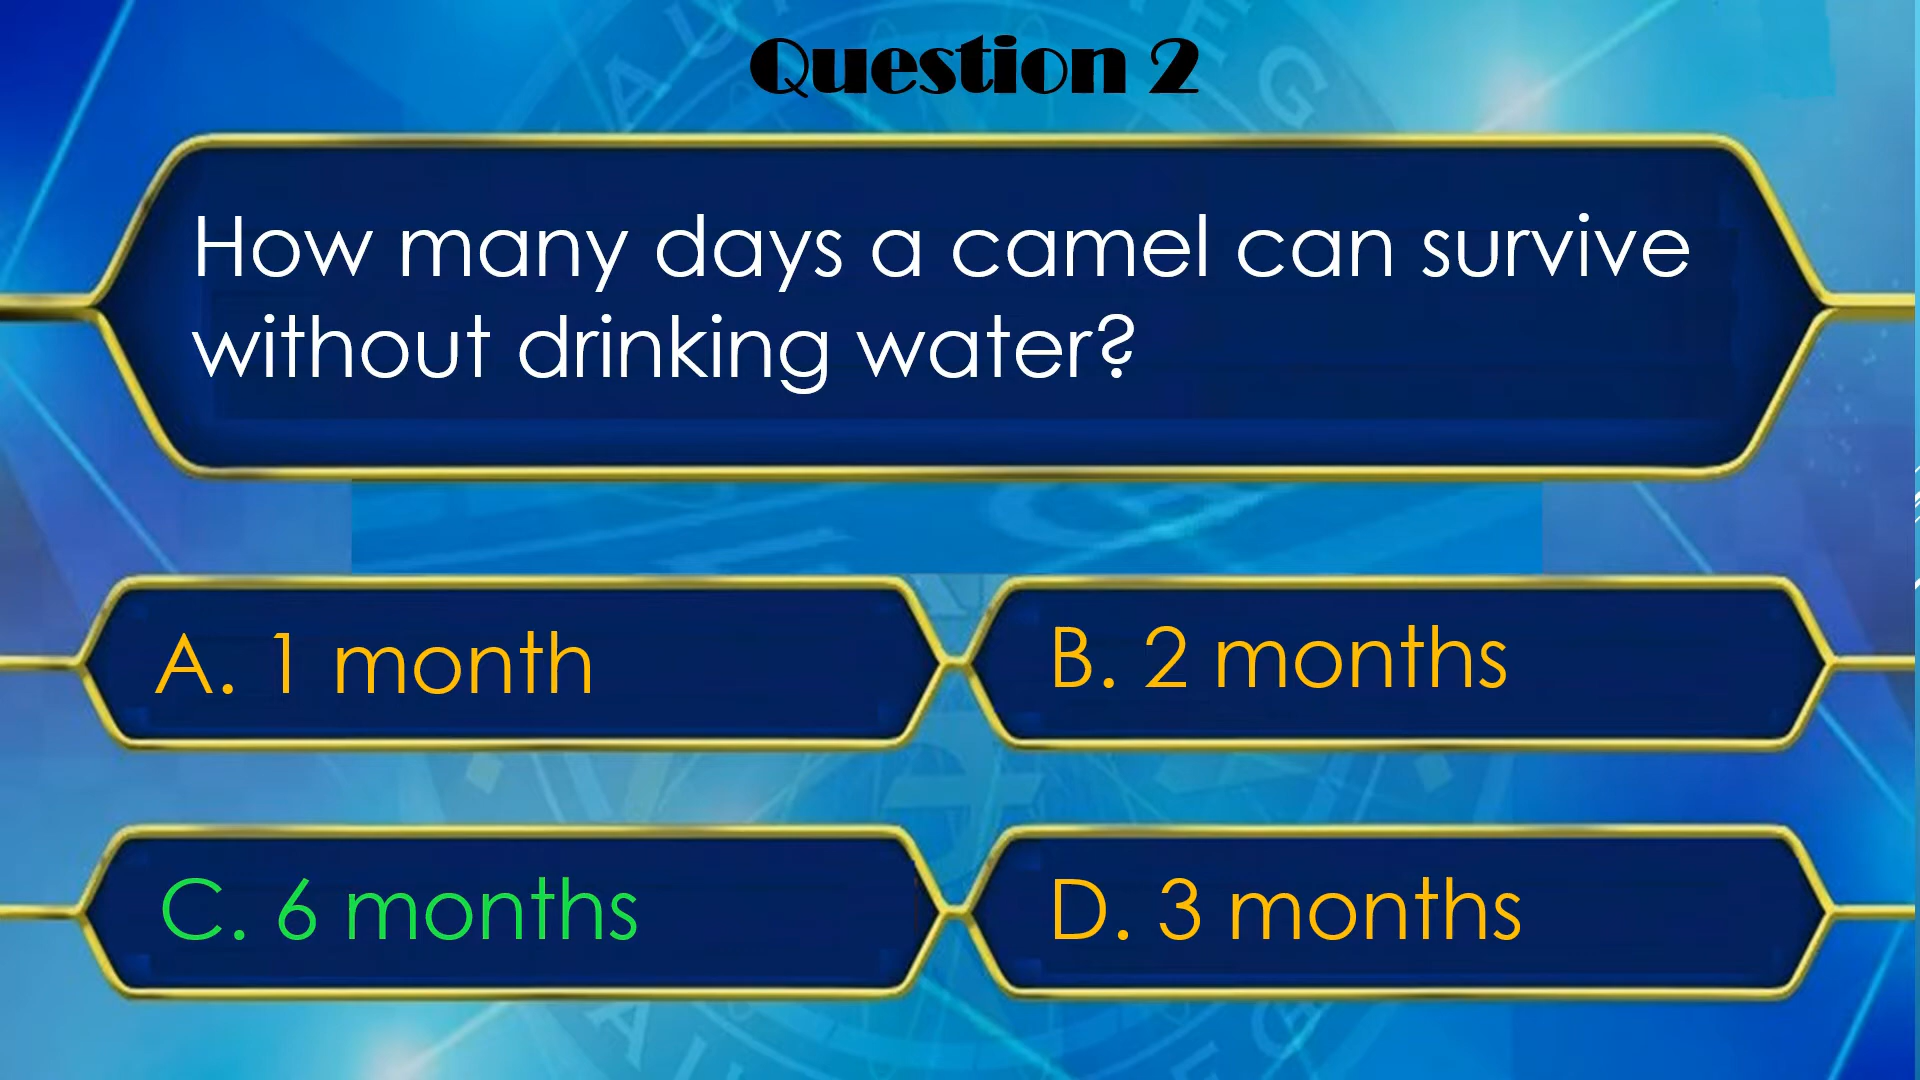 Question 2
How many days a camel can survive
without drinking water?
A. 1 month
B. 2 months
C. 6 months
D. 3 months